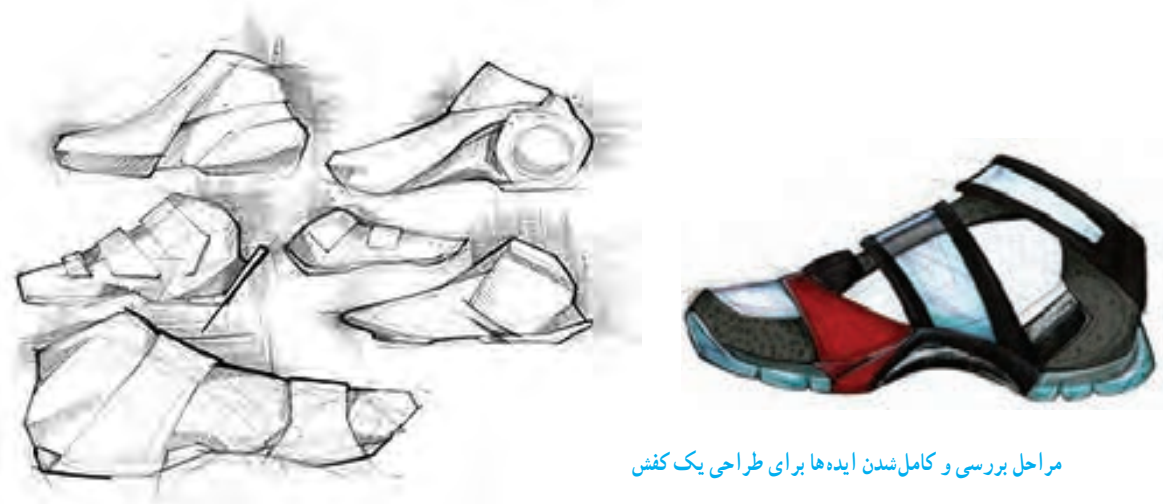 مراحل بررسی و کامل‌شدن ایده‌ها برای طراحی یک کفش